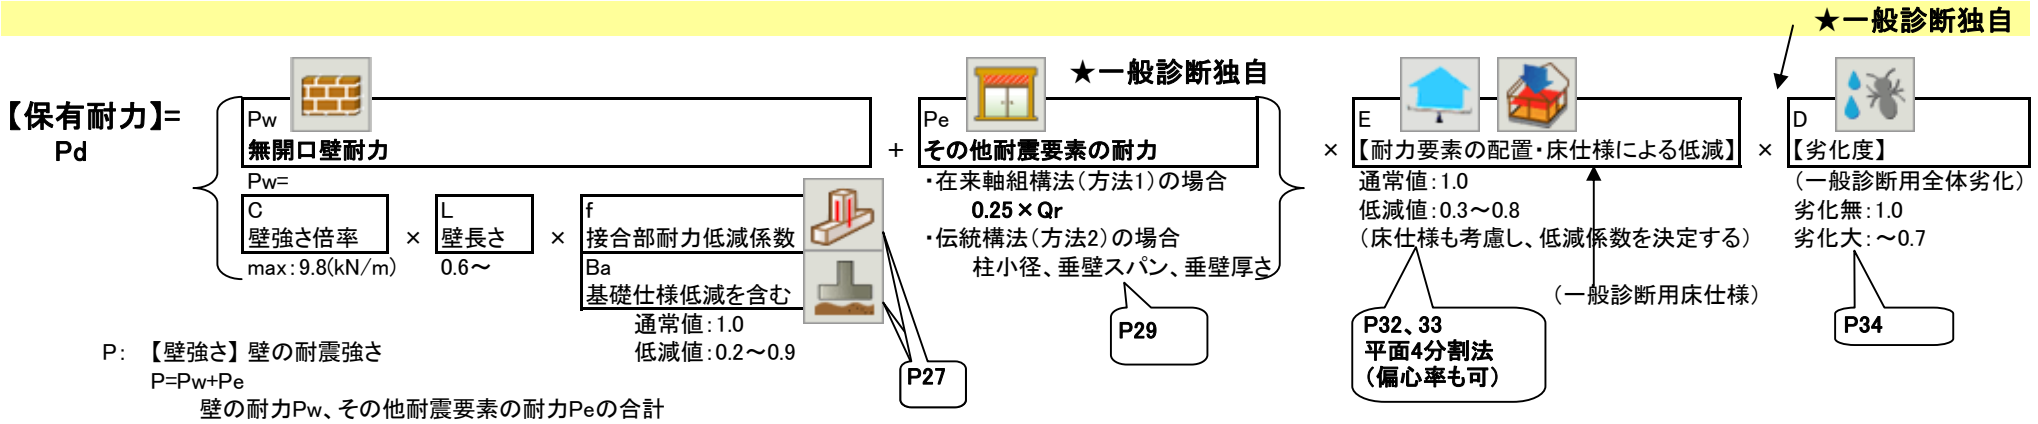 ★一般診断独自
★一般診断独自
【保有耐力】=
Pd
Pw
無開口壁耐力
+
Pe
その他耐震要素の耐力
×
E
【耐力要素の配置・床仕様による低減】
×
D
【劣化度】
Pw=
C
壁強さ倍率
max:9.8(kN/m)
×
L
壁長さ
0.6～
×
f
接合部耐力低減係数
Ba
基礎仕様低減を含む
通常値:1.0
低減値:0.2～0.9
P27
・在来軸組構法(方法1)の場合
0.25×Qr
・伝統構法(方法2)の場合
柱小径、垂壁スパン、垂壁厚さ
P29
通常値:1.0
低減値:0.3～0.8
(床仕様も考慮し、低減係数を決定する)
(一般診断用床仕様)
P32、33
平面4分割法
(偏心率も可)
(一般診断用全体劣化)
劣化無:1.0
劣化大:～0.7
P34
P: 【壁強さ】 壁の耐震強さ
P=Pw+Pe
壁の耐力Pw、その他耐震要素の耐力Peの合計